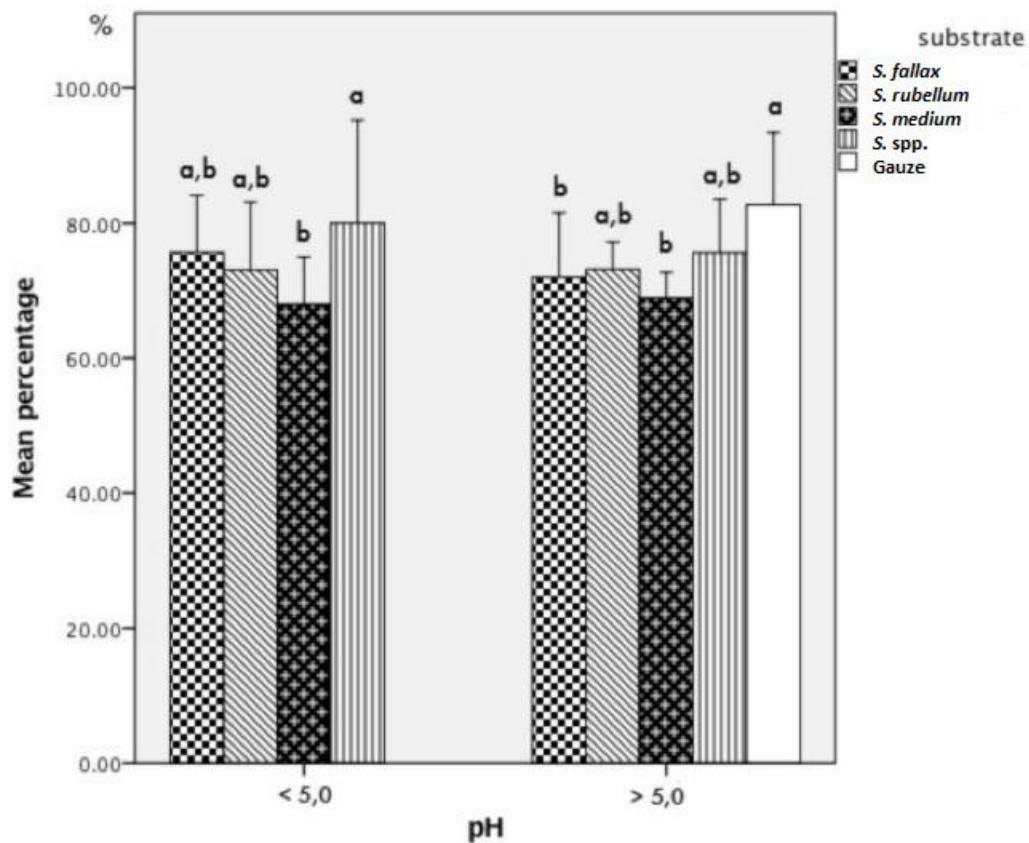 %
substrate
S. fallax
S. rubellum
S. medium
S. spp.
Gauze
100.00
80.00
60.00
40.00
20.00
0.00
Mean percentage
a,b
a,b
b
a
b
a,b
b
a,b
a
< 5,0
> 5,0
pH